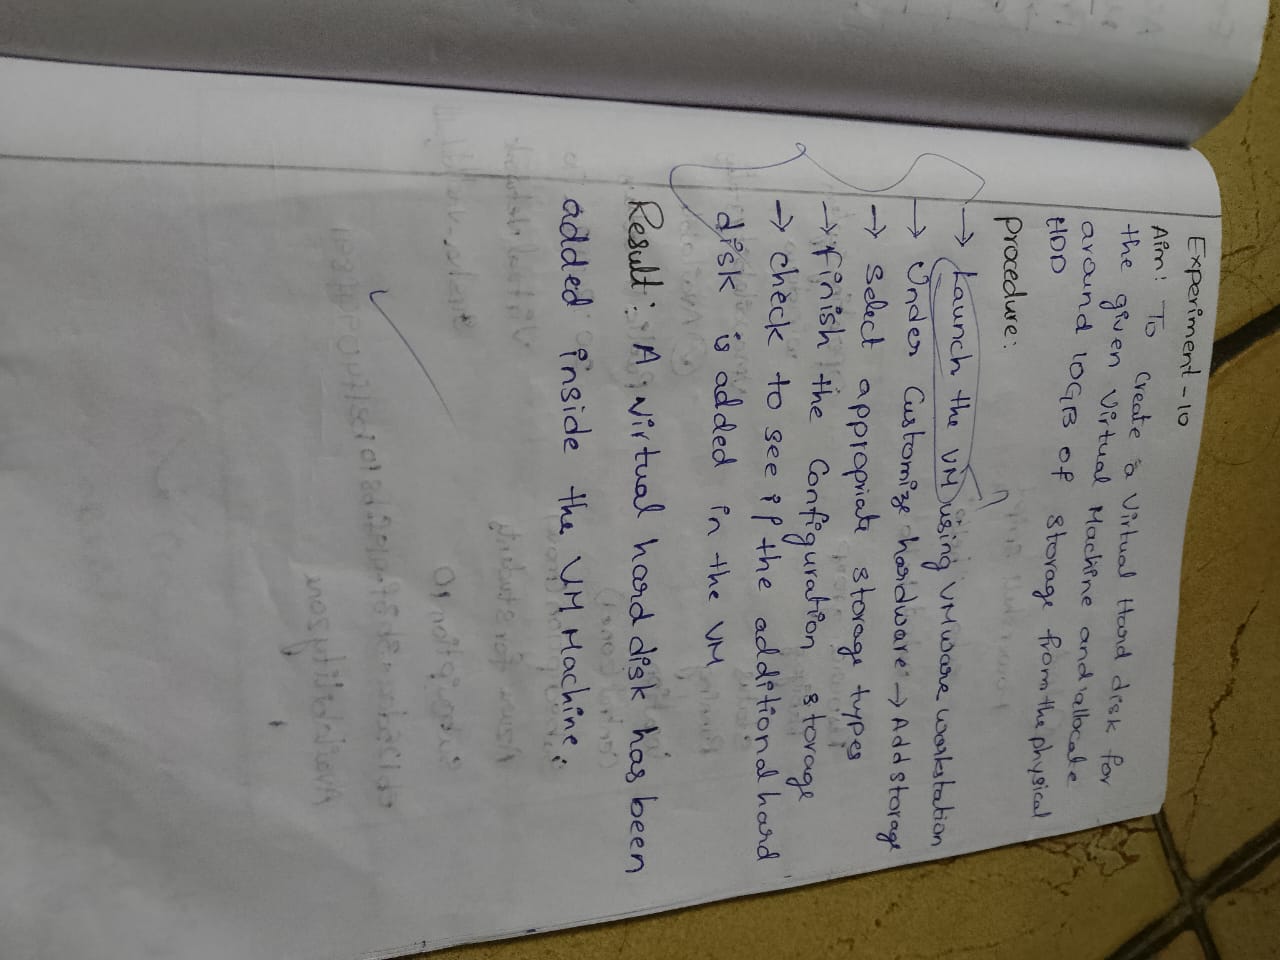 Experiment - 10
Aim: To create a Virtual Hard disk for
the given Virtual Machine and allocate
around 10GB of storage from the physical
HDD
Procedure:
→ Launch the VM using VMware workstation
→ Under Customize hardware → Add storage
→ Select appropriate storage types
→ finish the Configuration storage
→ check to see if the additional hard
disk is added in the VM
Result: A Virtual hard disk has been
added inside the VM Machine.